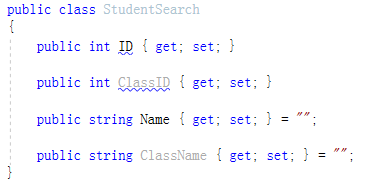 public class StudentSearch
{
public int ID { get; set; }
public int ClassID { get; set; }
public string Name { get; set; } = "";
public string ClassName { get; set; } = "";
}